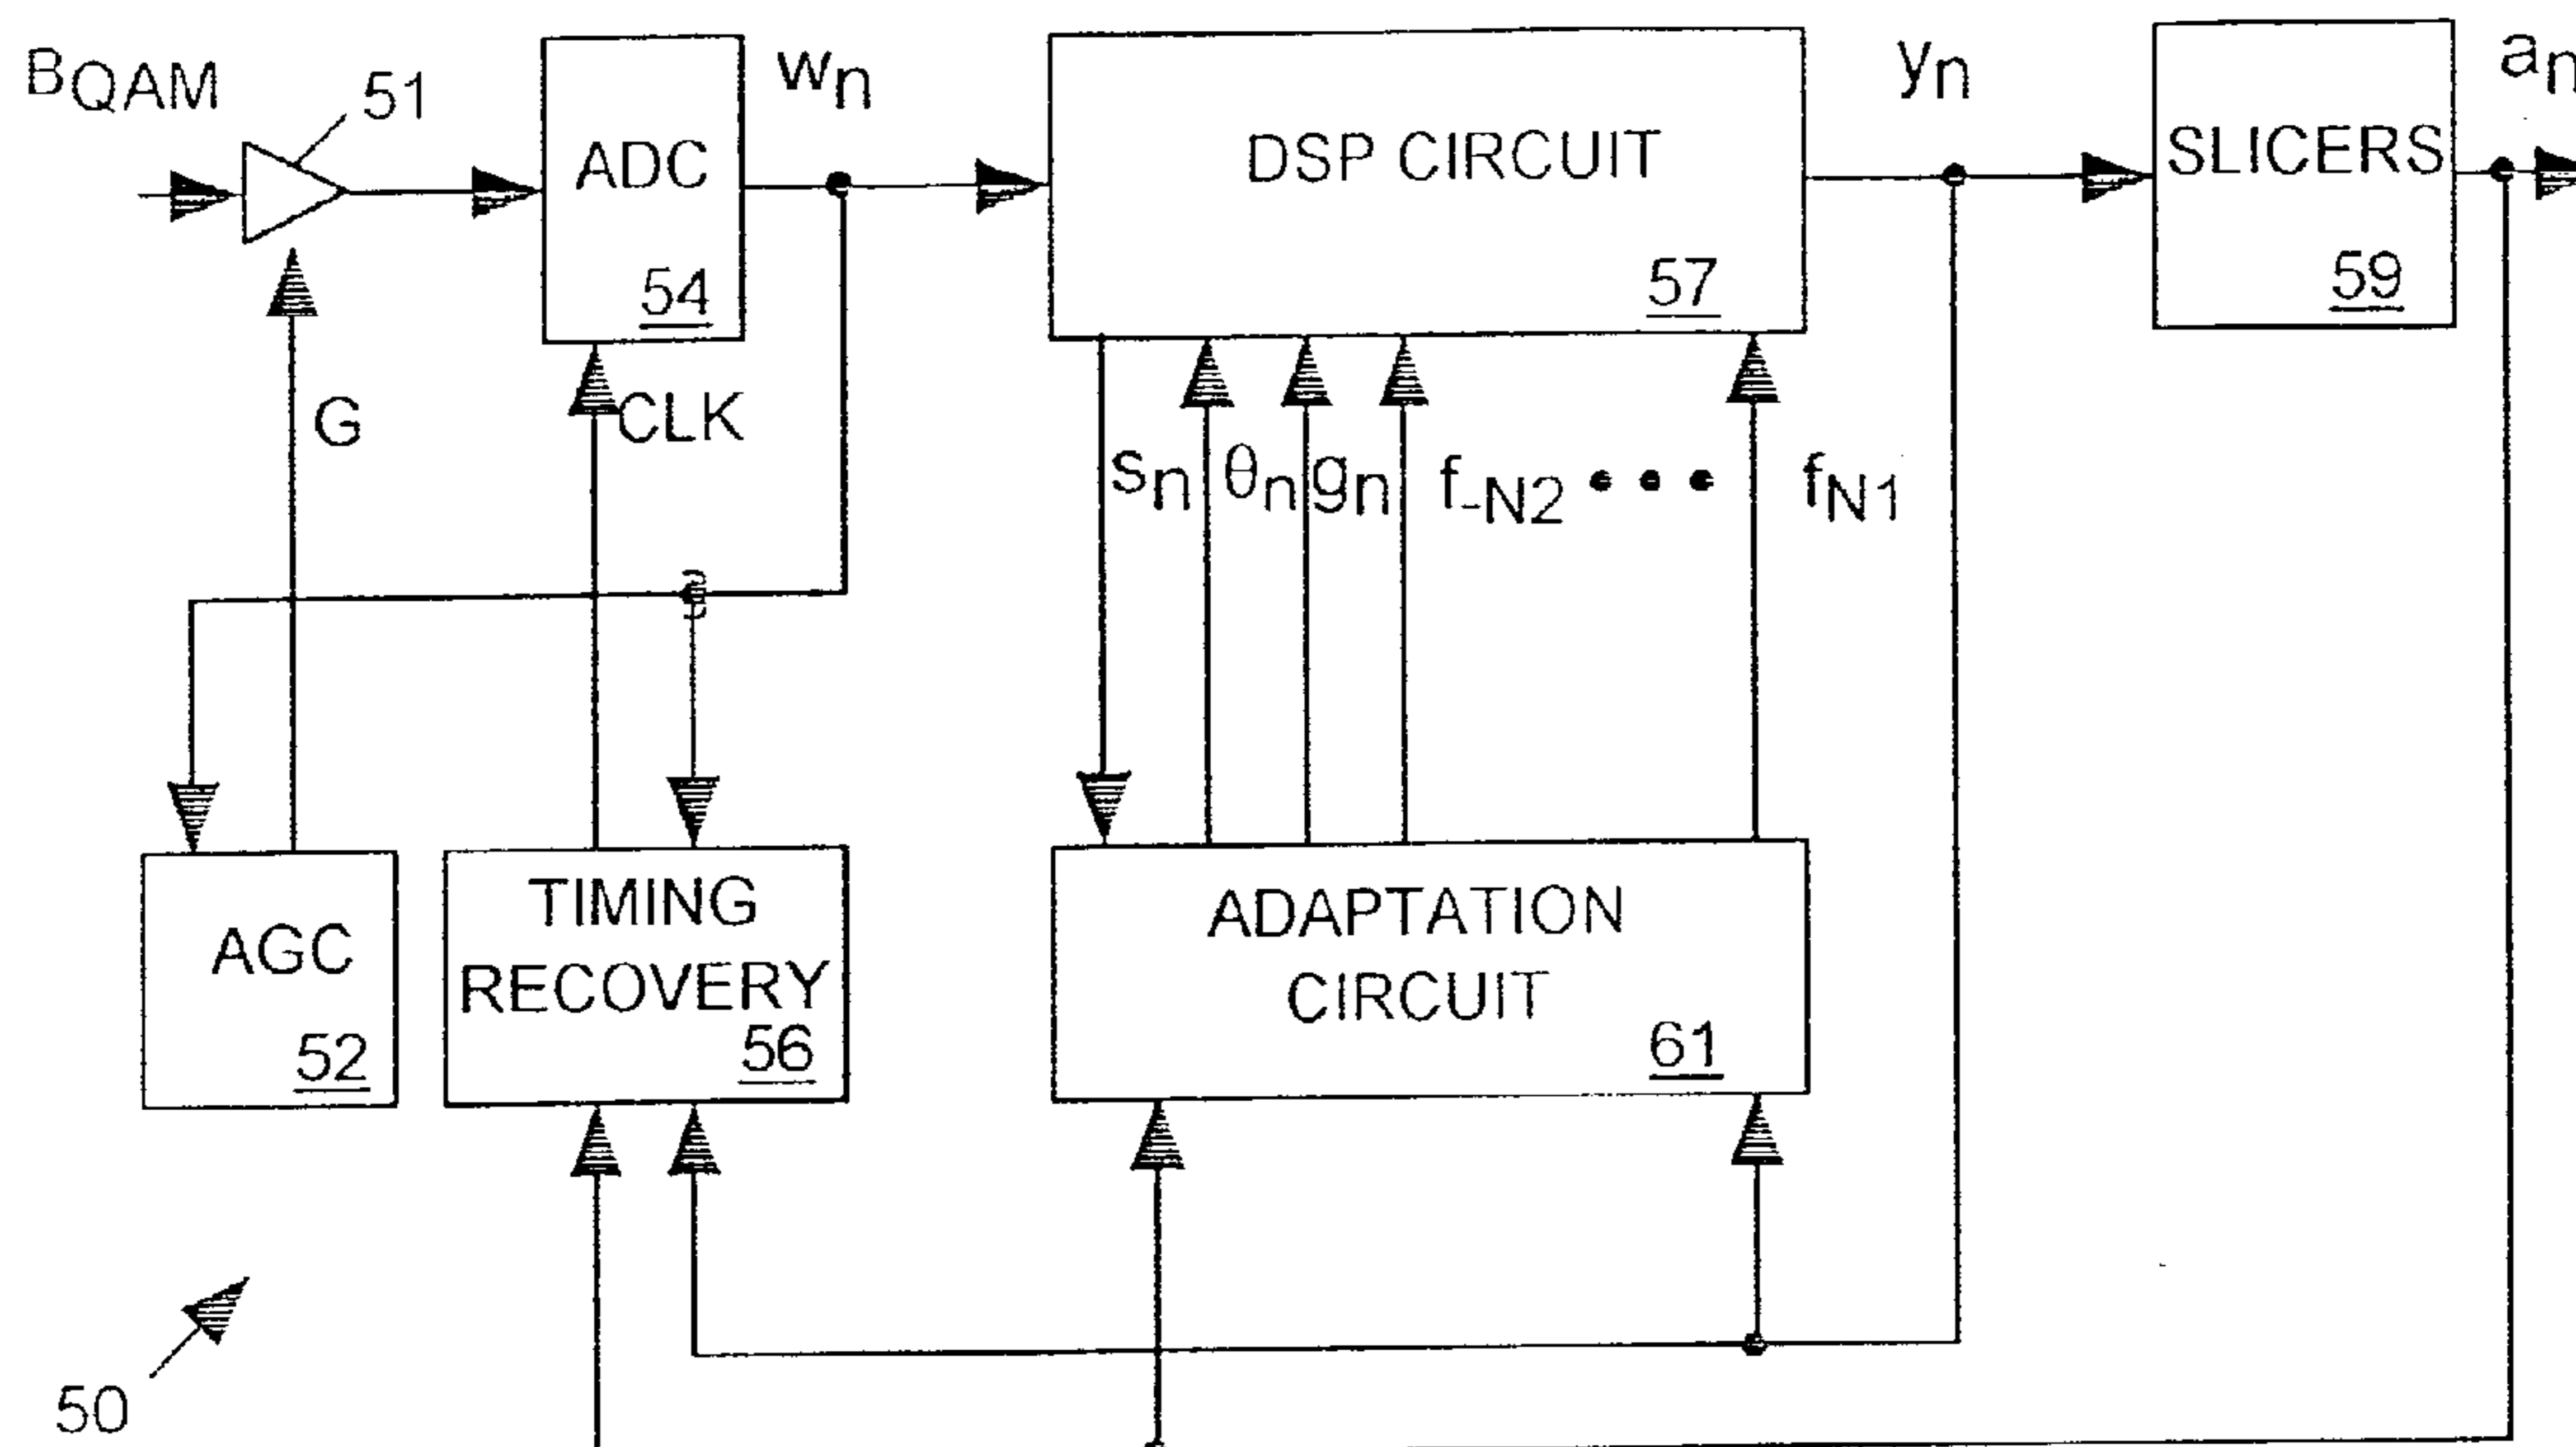 BQAM
51
ADC
54
wn
DSP CIRCUIT
57
yn
SLICERS
59
an
G
CLK
sn θn gn f-N2 • • • fN1
AGC
52
TIMING
RECOVERY
56
ADAPTATION
CIRCUIT
61
50